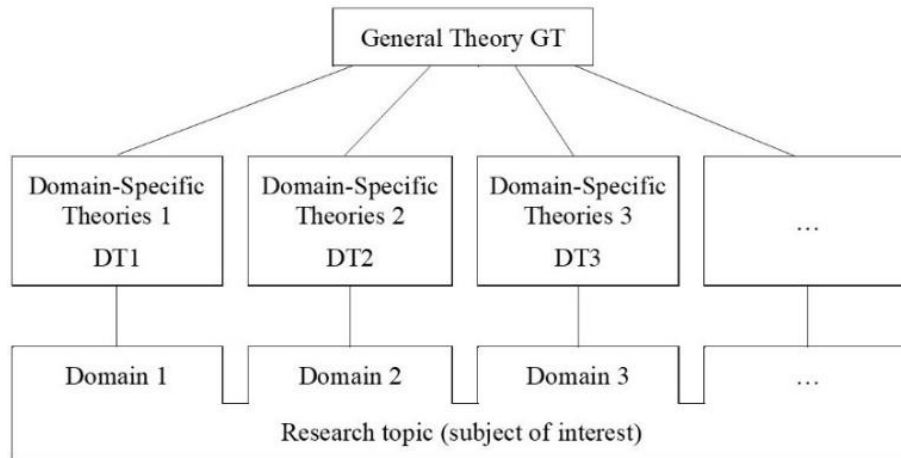 General Theory GT
Domain-Specific
Theories 1
DT1
Domain-Specific
Theories 2
DT2
Domain-Specific
Theories 3
DT3
…
Domain 1
Domain 2
Domain 3
…
Research topic (subject of interest)